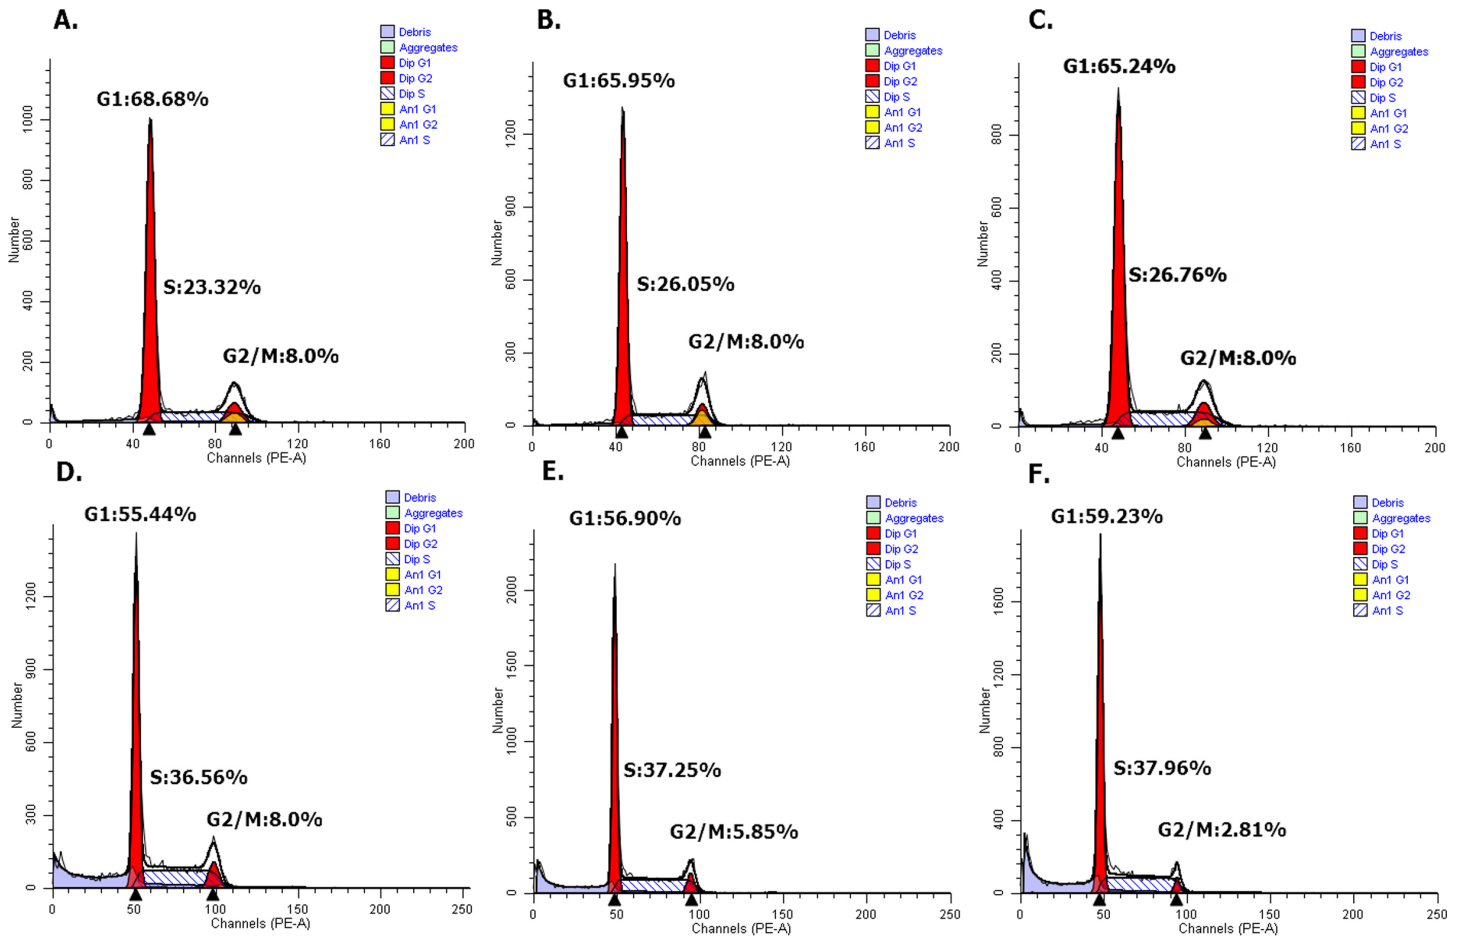 A.
Debris
Aggregates
Dip G1
Dip G2
Dip S
An1 G1
An1 G2
An1 S
G1:68.68%
S:23.32%
G2/M:8.0%
Number
0 200 400 600 800 1000
0 40 80 120 160 200
Channels (PE-A)
B.
Debris
Aggregates
Dip G1
Dip G2
Dip S
An1 G1
An1 G2
An1 S
G1:65.95%
S:26.05%
G2/M:8.0%
Number
0 300 600 900 1200
0 40 80 120 160 200
Channels (PE-A)
C.
Debris
Aggregates
Dip G1
Dip G2
Dip S
An1 G1
An1 G2
An1 S
G1:65.24%
S:26.76%
G2/M:8.0%
Number
0 200 400 600 800
0 40 80 120 160 200
Channels (PE-A)
D.
Debris
Aggregates
Dip G1
Dip G2
Dip S
An1 G1
An1 G2
An1 S
G1:55.44%
S:36.56%
G2/M:8.0%
Number
0 300 600 900 1200
0 50 100 150 200 250
Channels (PE-A)
E.
Debris
Aggregates
Dip G1
Dip G2
Dip S
An1 G1
An1 G2
An1 S
G1:56.90%
S:37.25%
G2/M:5.85%
Number
0 500 1000 1500 2000
0 50 100 150 200 250
Channels (PE-A)
F.
Debris
Aggregates
Dip G1
Dip G2
Dip S
An1 G1
An1 G2
An1 S
G1:59.23%
S:37.96%
G2/M:2.81%
Number
0 400 800 1200 1600
0 50 100 150 200 250
Channels (PE-A)